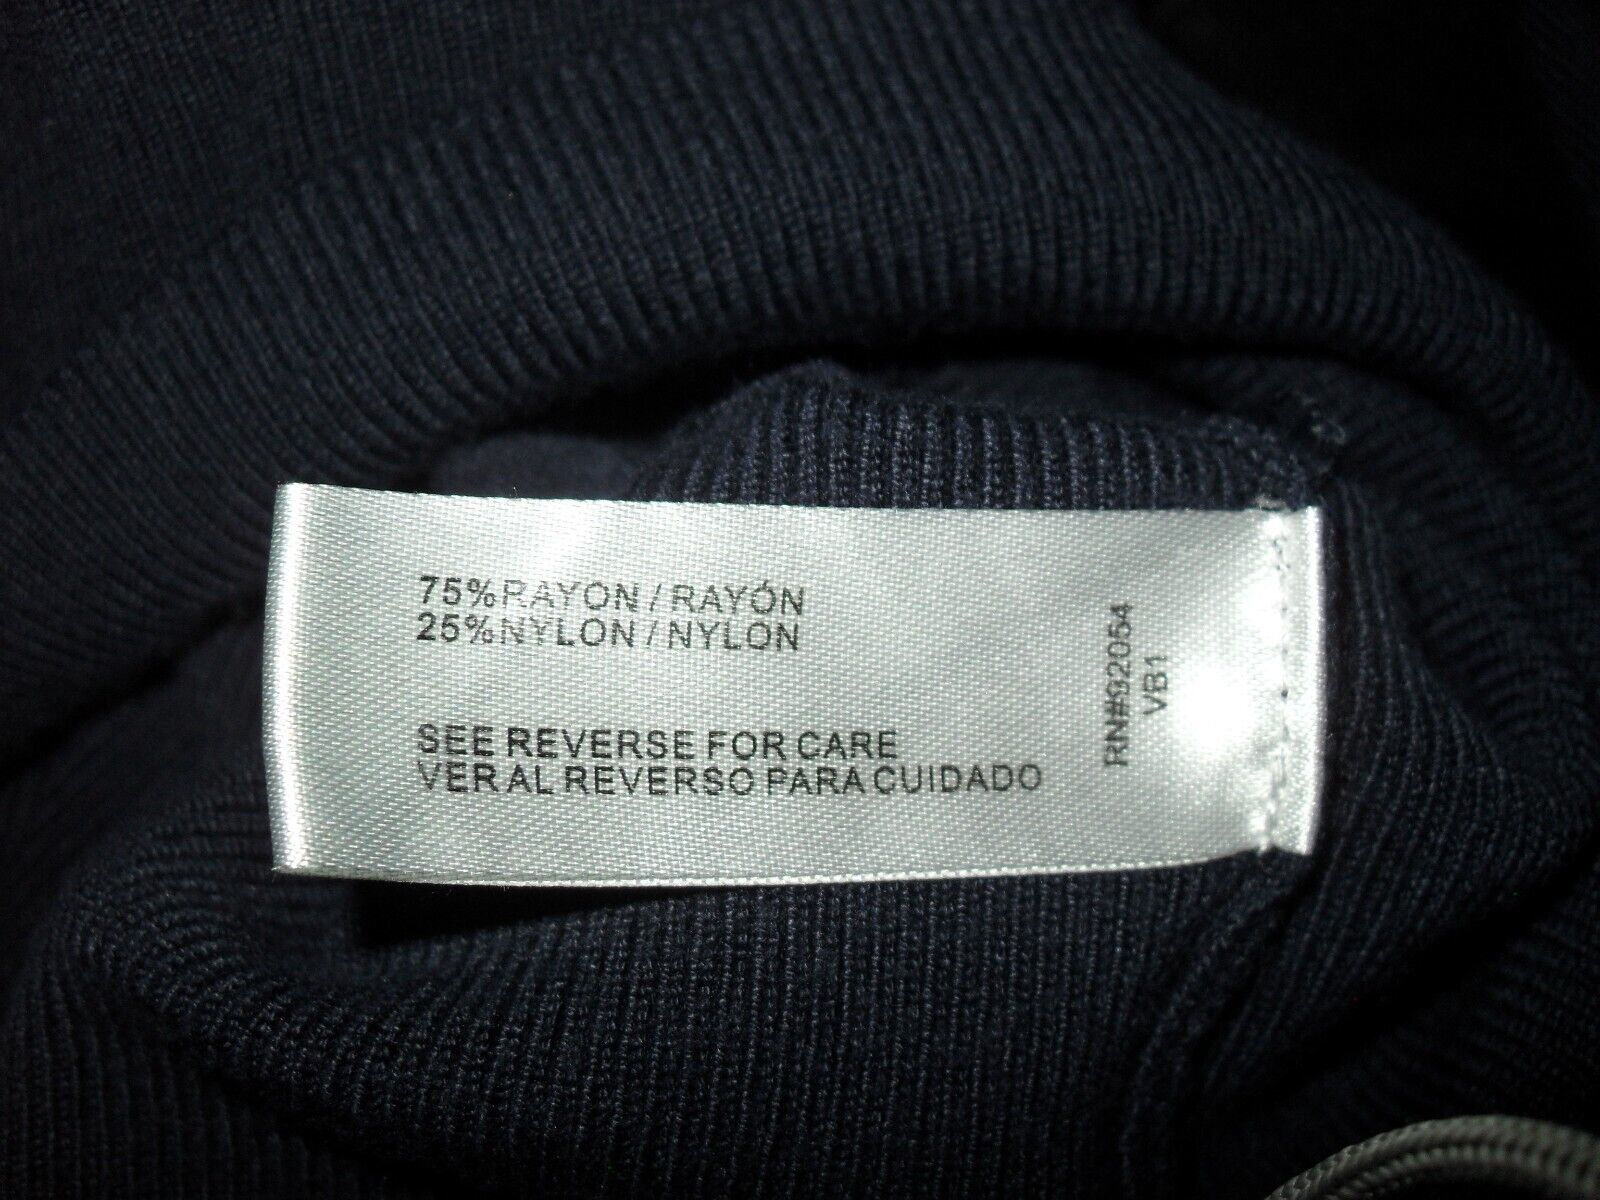 75% RAYON / RAYÓN
25% NYLON / NYLON
SEE REVERSE FOR CARE
VER AL REVERSO PARA CUIDADO
RN#92054
VB1